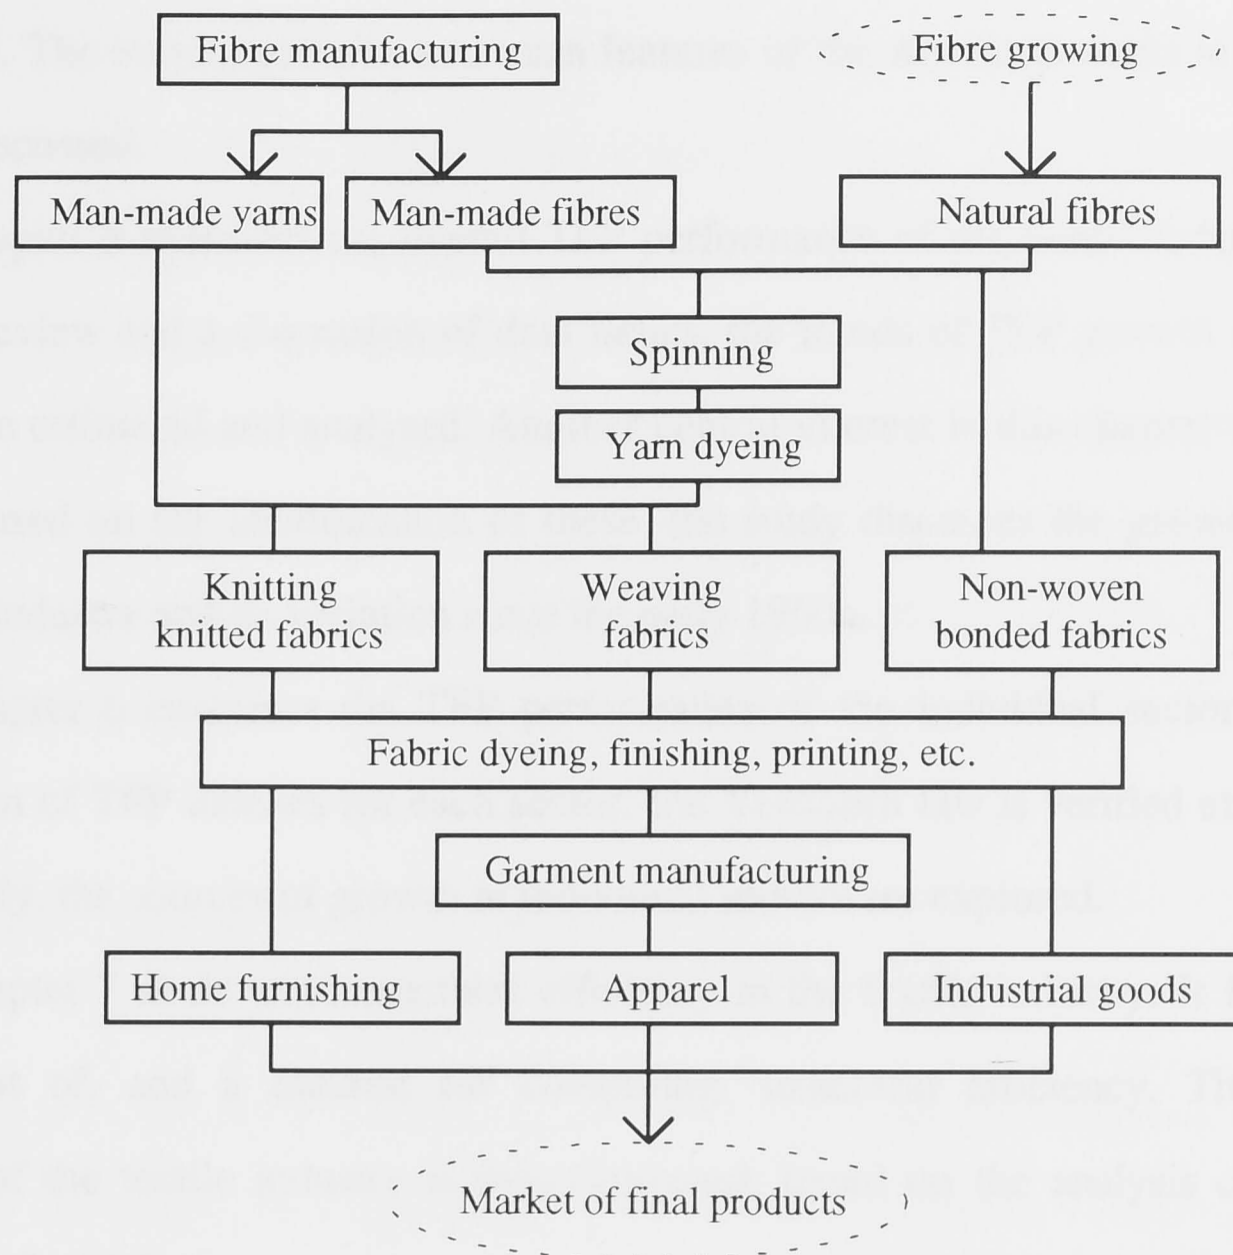 Fibre manufacturing
Fibre growing
Man-made yarns
Man-made fibres
Natural fibres
Spinning
Yarn dyeing
Knitting
knitted fabrics
Weaving
fabrics
Non-woven
bonded fabrics
Fabric dyeing, finishing, printing, etc.
Garment manufacturing
Home furnishing
Apparel
Industrial goods
Market of final products